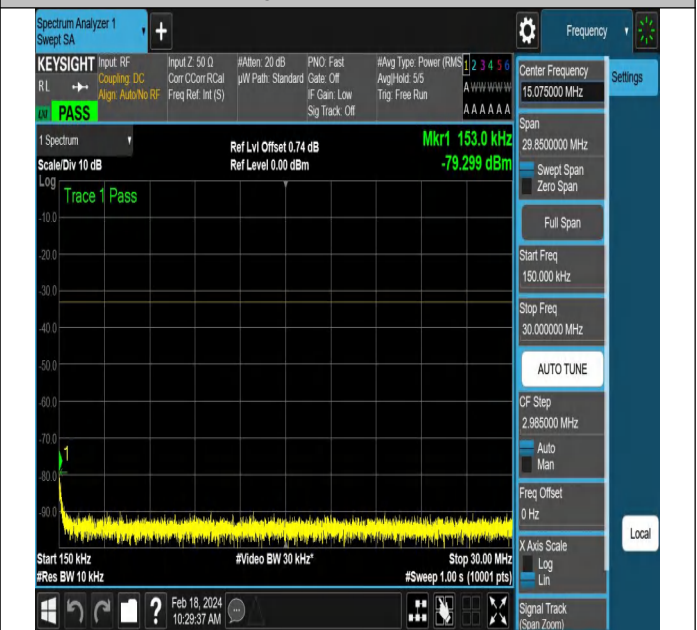 Spectrum Analyzer 1
Swept SA
+
Frequency
KEYSIGHT
RL
PASS
Input: RF
Coupling: DC
Align: Auto/No RF
Input Z: 50 Ω
Corr CCorr RCal
Freq Ref: Int (S)
#Atten: 20 dB
µW Path: Standard
PNO: Fast
Gate: Off
IF Gain: Low
Sig Track: Off
#Avg Type: Power (RMS)
Avg|Hold: 5/5
Trig: Free Run
1 2 3 4 5 6
A W W W W W
A A A A A A
Center Frequency
15.075000 MHz
Settings
Span
29.8500000 MHz
Swept Span
Zero Span
Full Span
Start Freq
150.000 kHz
Stop Freq
30.000000 MHz
AUTO TUNE
CF Step
2.985000 MHz
Auto
Man
Freq Offset
0 Hz
X Axis Scale
Log
Lin
Signal Track
(Span Zoom)
Local
1 Spectrum
Scale/Div 10 dB
Ref Lvl Offset 0.74 dB
Ref Level 0.00 dBm
Mkr1 153.0 kHz
-79.299 dBm
Log
Trace 1 Pass
-10.0
-20.0
-30.0
-40.0
-50.0
-60.0
-70.0
1
-80.0
-90.0
Start 150 kHz
#Video BW 30 kHz*
Stop 30.00 MHz
#Res BW 10 kHz
#Sweep 1.00 s (10001 pts)
?
Feb 18, 2024
10:29:37 AM